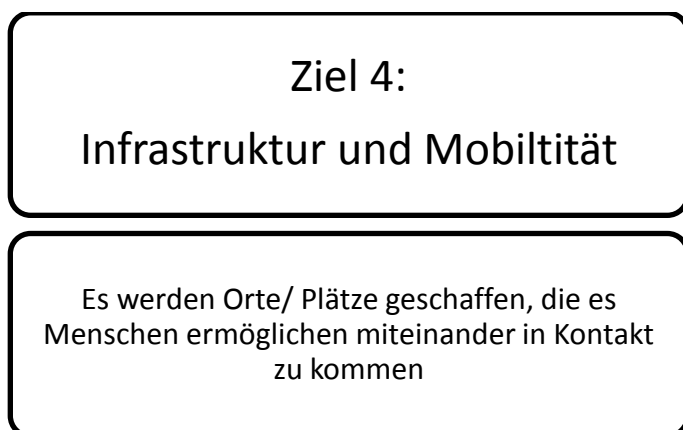 Ziel 4:
Infrastruktur und Mobiltität
Es werden Orte/ Plätze geschaffen, die es
Menschen ermöglichen miteinander in Kontakt
zu kommen